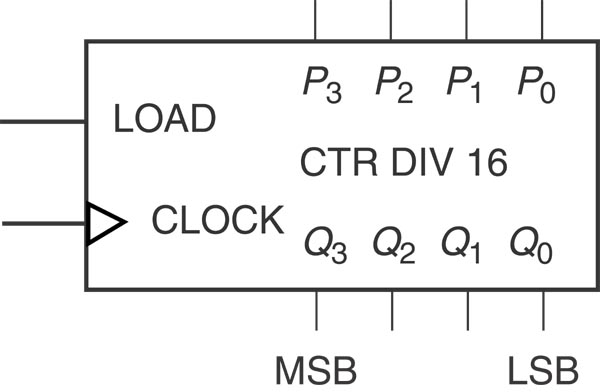 P₃ P₂ P₁ P₀
LOAD
CTR DIV 16
CLOCK
Q₃ Q₂ Q₁ Q₀
MSB LSB